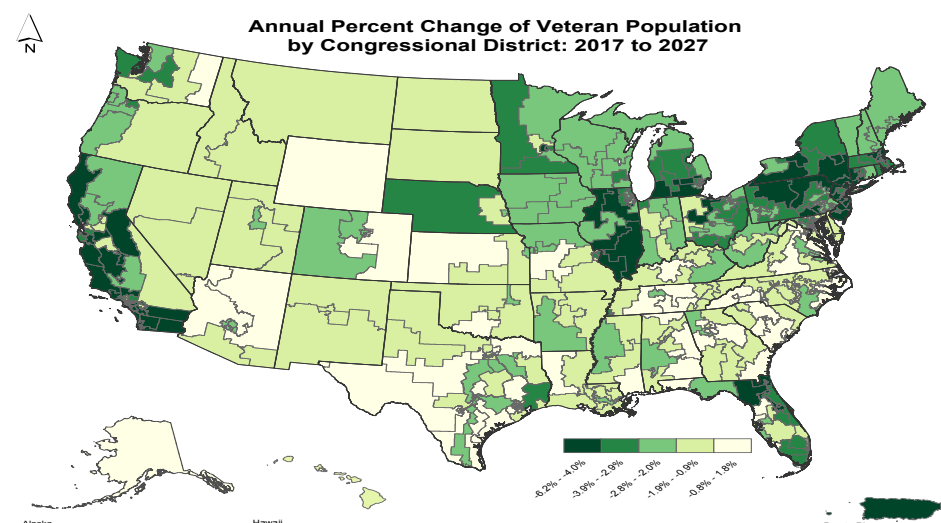 Annual Percent Change of Veteran Population
by Congressional District: 2017 to 2027
N
-6.2% - -4.0%
-3.9% - -2.9%
-2.8% - -2.0%
-1.9% - -0.9%
-0.8% - 1.8%
Alaska
Hawaii